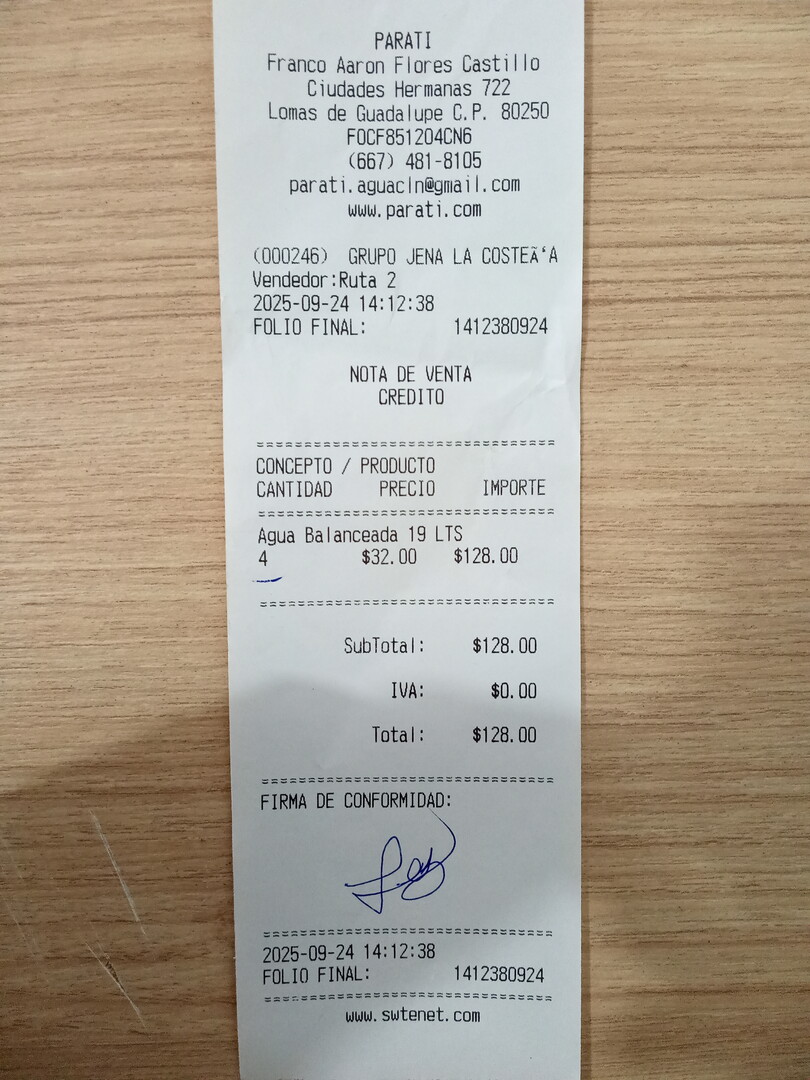 PARATI
Franco Aaron Flores Castillo
Ciudades Hermanas 722
Lomas de Guadalupe C.P. 80250
FOCF851204CN6
(667) 481-8105
parati.aguacln@gmail.com
www.parati.com
(000246) GRUPO JENA LA COSTEÃ‘A
Vendedor:Ruta 2
2025-09-24 14:12:38
FOLIO FINAL: 1412380924
NOTA DE VENTA
CREDITO
================================
CONCEPTO / PRODUCTO
CANTIDAD PRECIO IMPORTE
================================
Agua Balanceada 19 LTS
4 $32.00 $128.00
================================
SubTotal: $128.00
IVA: $0.00
Total: $128.00
================================
FIRMA DE CONFORMIDAD:
================================
2025-09-24 14:12:38
FOLIO FINAL: 1412380924
================================
www.swtenet.com